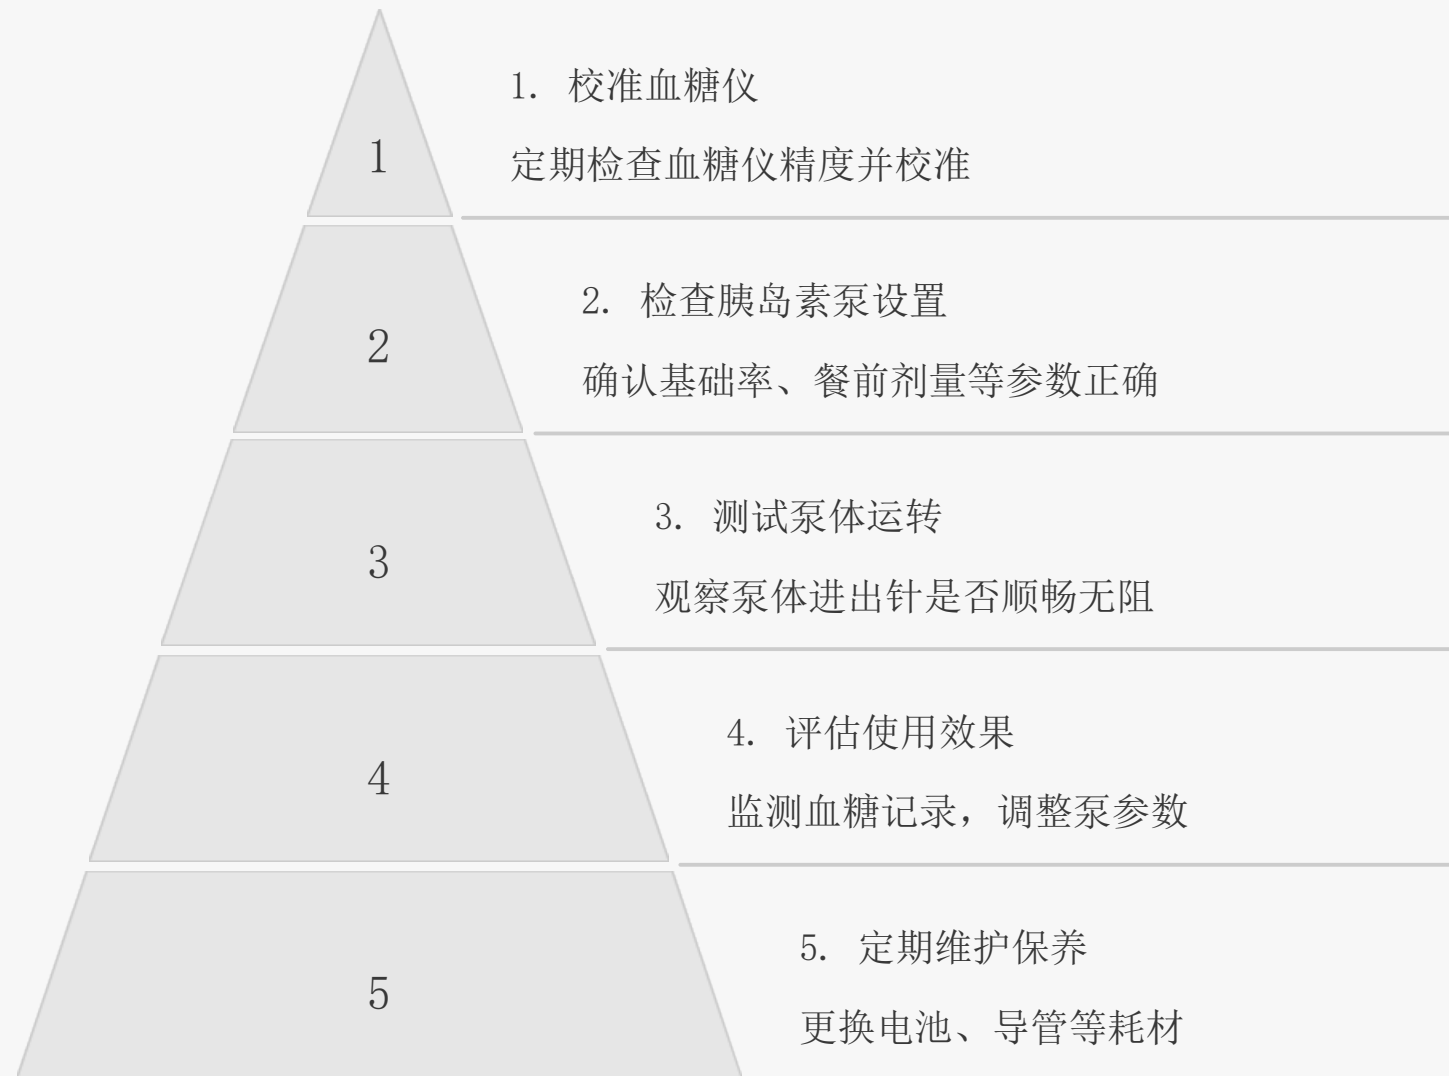 1
1. 校准血糖仪
定期检查血糖仪精度并校准
2
2. 检查胰岛素泵设置
确认基础率、餐前剂量等参数正确
3
3. 测试泵体运转
观察泵体进出针是否顺畅无阻
4
4. 评估使用效果
监测血糖记录，调整泵参数
5
5. 定期维护保养
更换电池、导管等耗材